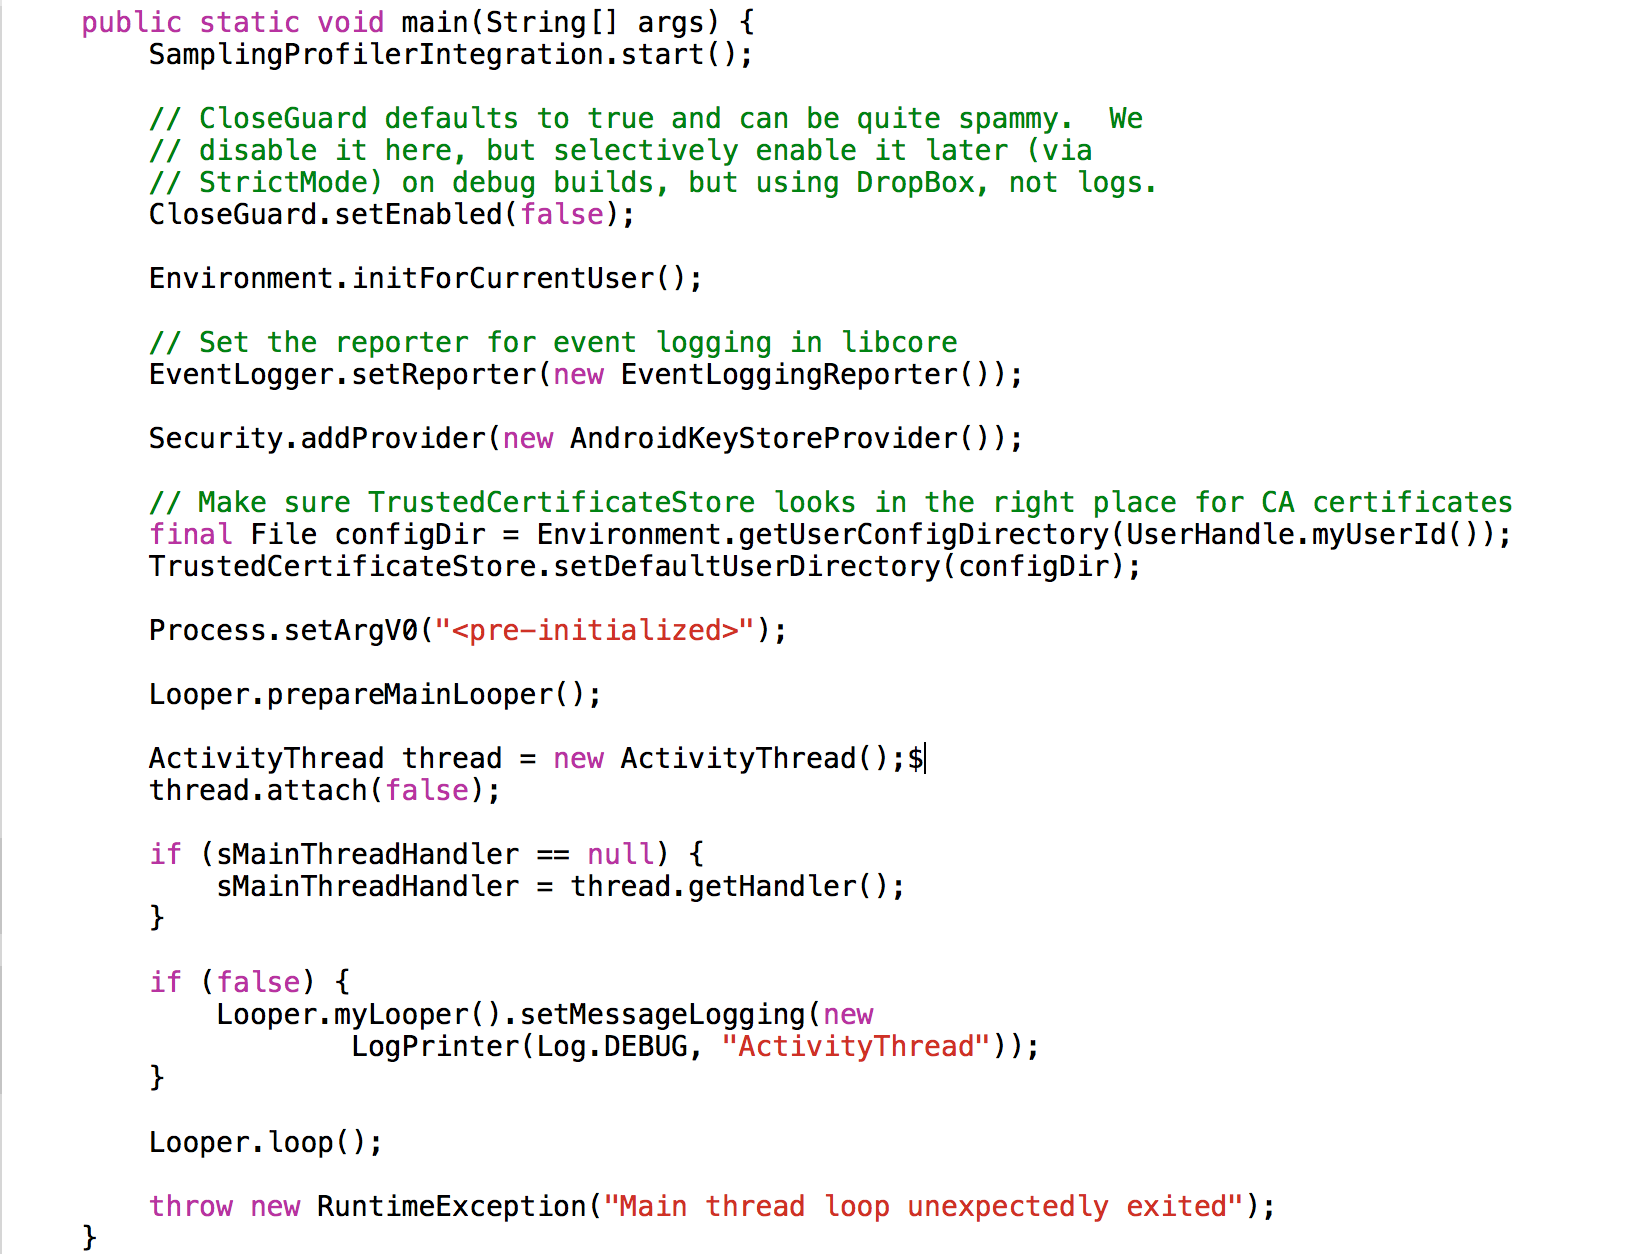 public static void main(String[] args) {
    SamplingProfilerIntegration.start();

    // CloseGuard defaults to true and can be quite spammy.  We
    // disable it here, but selectively enable it later (via
    // StrictMode) on debug builds, but using DropBox, not logs.
    CloseGuard.setEnabled(false);

    Environment.initForCurrentUser();

    // Set the reporter for event logging in libcore
    EventLogger.setReporter(new EventLoggingReporter());

    Security.addProvider(new AndroidKeyStoreProvider());

    // Make sure TrustedCertificateStore looks in the right place for CA certificates
    final File configDir = Environment.getUserConfigDirectory(UserHandle.myUserId());
    TrustedCertificateStore.setDefaultUserDirectory(configDir);

    Process.setArgV0("<pre-initialized>");

    Looper.prepareMainLooper();

    ActivityThread thread = new ActivityThread();$
    thread.attach(false);

    if (sMainThreadHandler == null) {
        sMainThreadHandler = thread.getHandler();
    }

    if (false) {
        Looper.myLooper().setMessageLogging(new
                LogPrinter(Log.DEBUG, "ActivityThread"));
    }

    Looper.loop();

    throw new RuntimeException("Main thread loop unexpectedly exited");
}